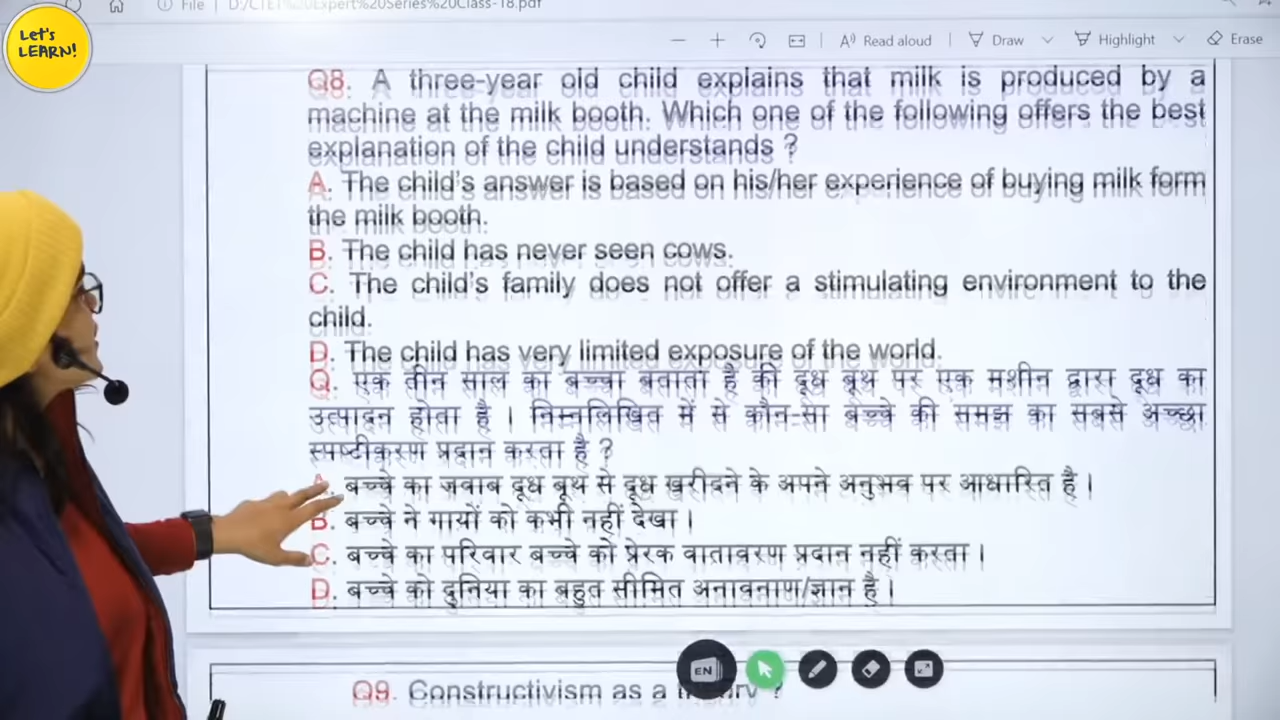 Let's
LEARN!
File | D:/CTET%20Expert%20Series%20Class-18.pdf
Read aloud Draw Highlight Erase
Q8. A three-year old child explains that milk is produced by a
machine at the milk booth. Which one of the following offers the best
explanation of the child understands ?
A. The child's answer is based on his/her experience of buying milk form
the milk booth.
B. The child has never seen cows.
C. The child's family does not offer a stimulating environment to the
child.
D. The child has very limited exposure of the world.
Q. एक तीन साल का बच्चा बताता है की दूध बूथ पर एक मशीन द्वारा दूध का
उत्पादन होता है । निम्नलिखित में से कौन-सा बच्चे की समझ का सबसे अच्छा
स्पष्टीकरण प्रदान करता है ?
A. बच्चे का जवाब दूध बूथ से दूध खरीदने के अपने अनुभव पर आधारित है ।
B. बच्चे ने गायों को कभी नहीं देखा ।
C. बच्चे का परिवार बच्चे को प्रेरक वातावरण प्रदान नहीं करता ।
D. बच्चे को दुनिया का बहुत सीमित अनावनाण/ज्ञान है ।
EN
Q9. Constructivism as a theory ?